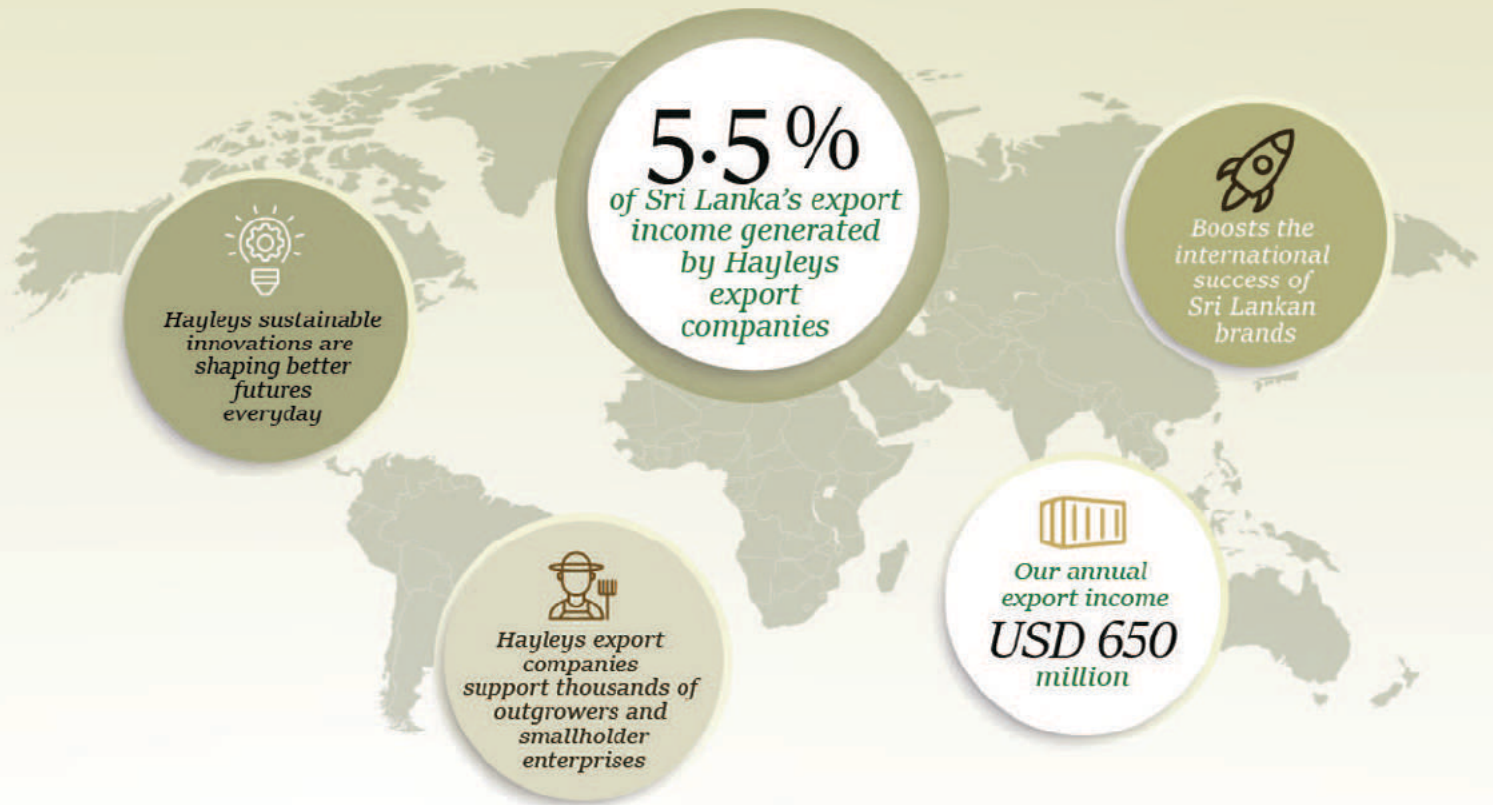 5.5%
of Sri Lanka's export
income generated
by Hayleys
export
companies
Boosts the
international
success of
Sri Lankan
brands
Hayleys sustainable
innovations are
shaping better
futures
everyday
Our annual
export income
USD 650
million
Hayleys export
companies
support thousands of
outgrowers and
smallholder
enterprises